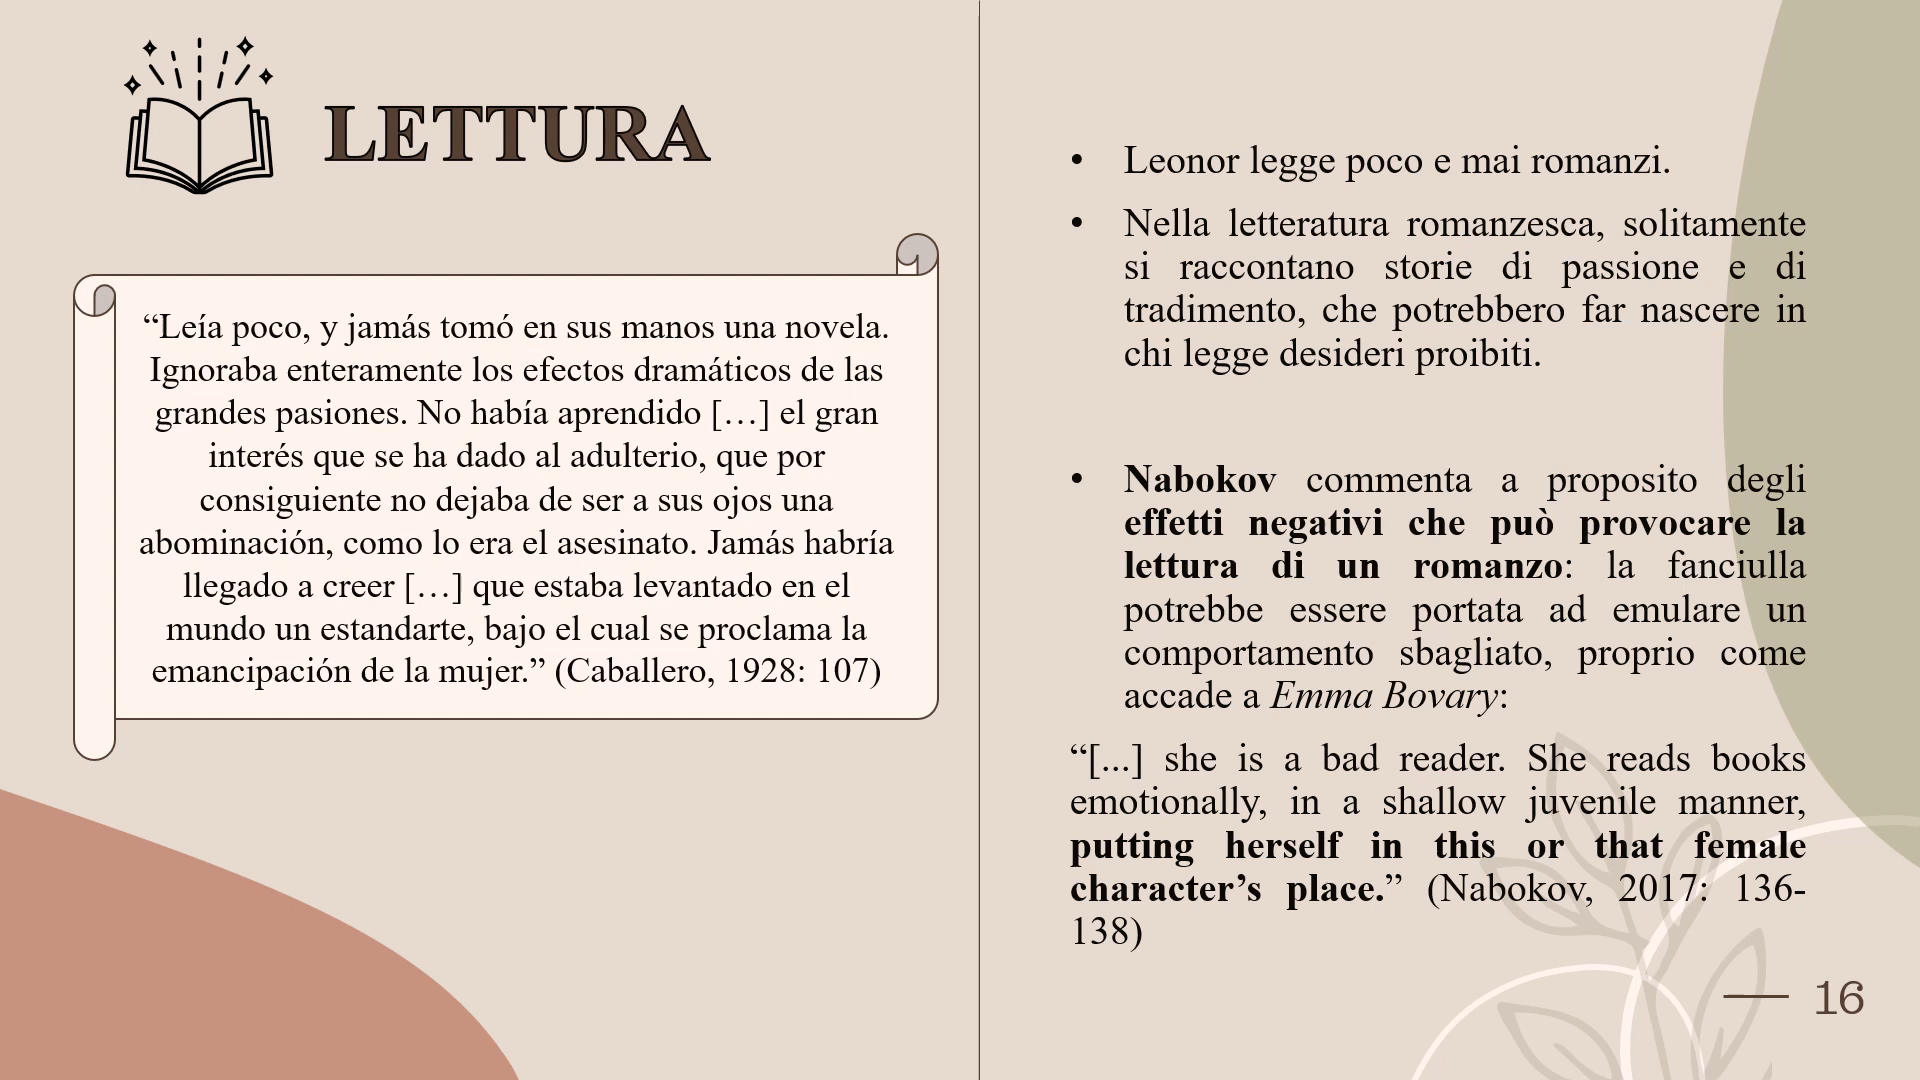 LETTURA
“Leía poco, y jamás tomó en sus manos una novela.
Ignoraba enteramente los efectos dramáticos de las
grandes pasiones. No había aprendido […] el gran
interés que se ha dado al adulterio, que por
consiguiente no dejaba de ser a sus ojos una
abominación, como lo era el asesinato. Jamás habría
llegado a creer […] que estaba levantado en el
mundo un estandarte, bajo el cual se proclama la
emancipación de la mujer.” (Caballero, 1928: 107)
• Leonor legge poco e mai romanzi.
• Nella letteratura romanzesca, solitamente
si raccontano storie di passione e di
tradimento, che potrebbero far nascere in
chi legge desideri proibiti.
• Nabokov commenta a proposito degli
effetti negativi che può provocare la
lettura di un romanzo: la fanciulla
potrebbe essere portata ad emulare un
comportamento sbagliato, proprio come
accade a Emma Bovary:
“[...] she is a bad reader. She reads books
emotionally, in a shallow juvenile manner,
putting herself in this or that female
character’s place.” (Nabokov, 2017: 136-
138)
16